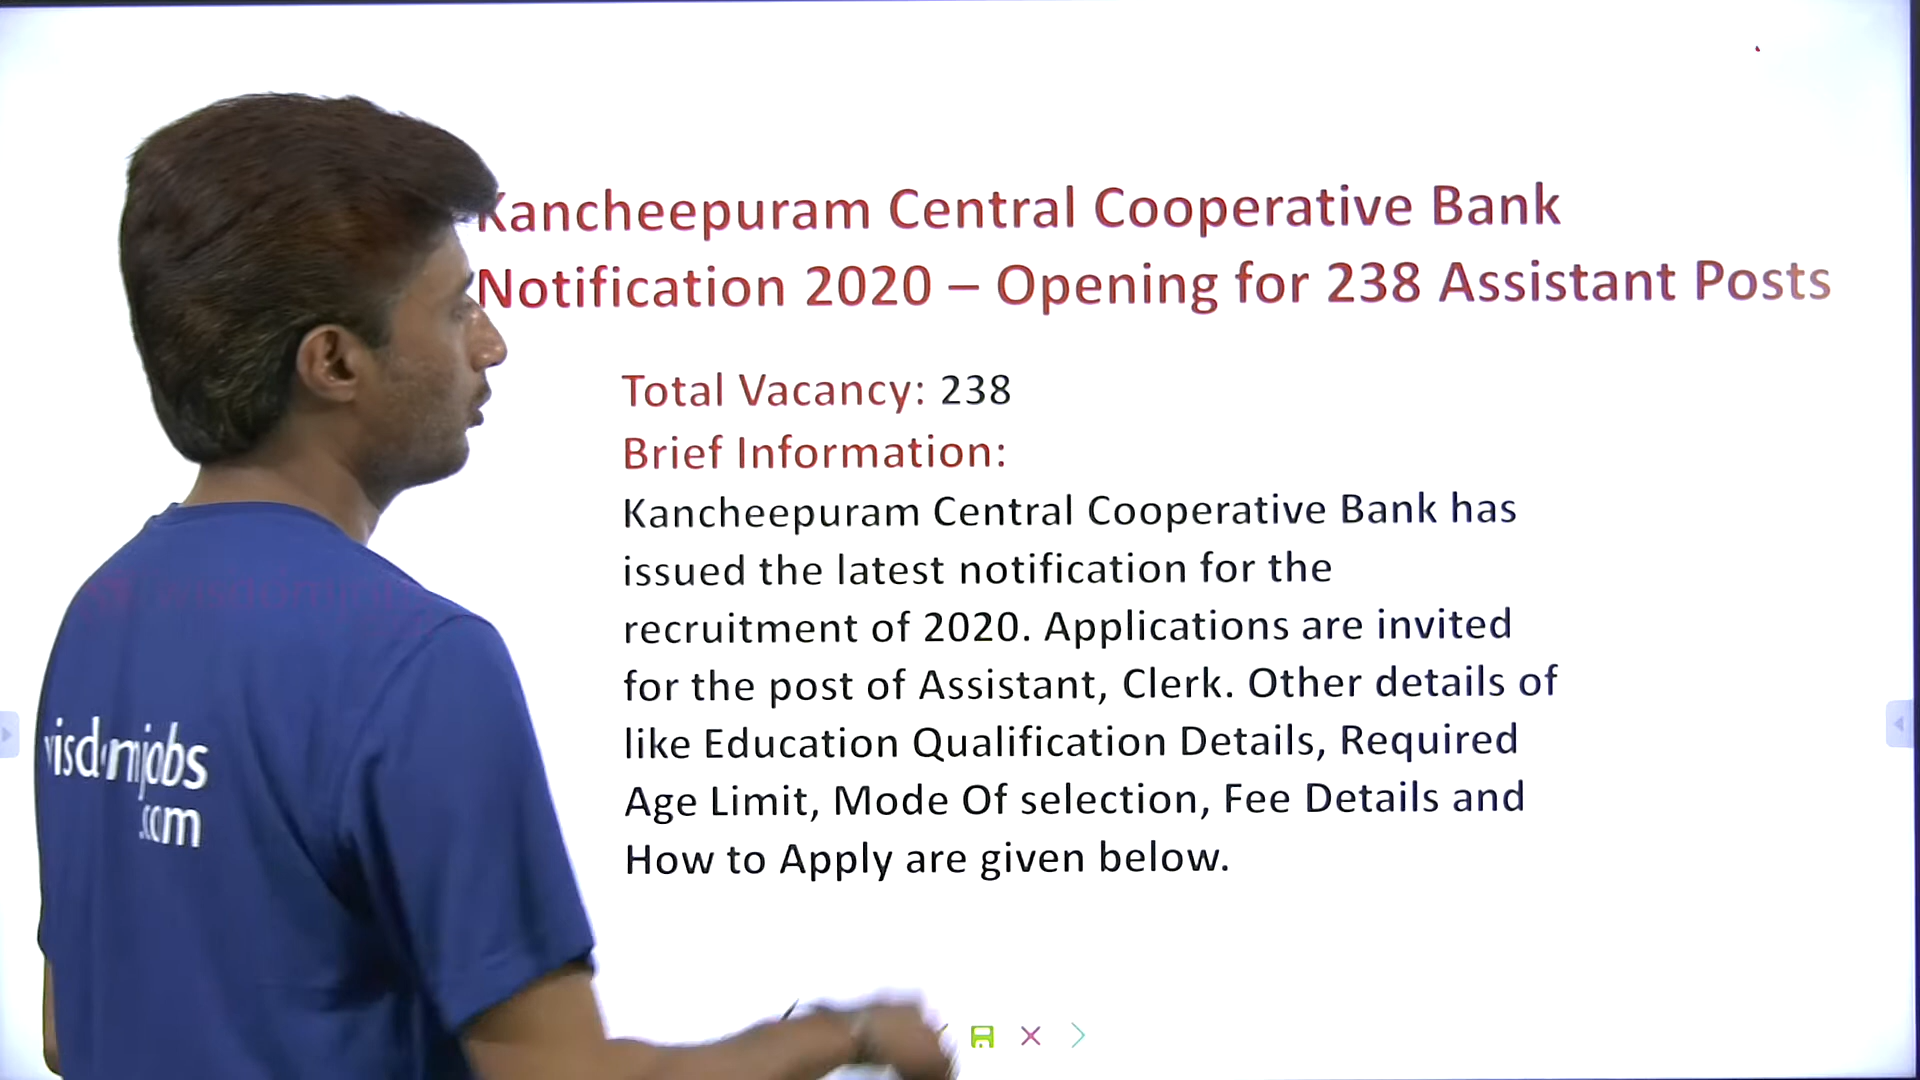 Kancheepuram Central Cooperative Bank
Notification 2020 – Opening for 238 Assistant Posts
Total Vacancy: 238
Brief Information:
Kancheepuram Central Cooperative Bank has
issued the latest notification for the
recruitment of 2020. Applications are invited
for the post of Assistant, Clerk. Other details of
like Education Qualification Details, Required
Age Limit, Mode Of selection, Fee Details and
How to Apply are given below.
wisdomjobs
.com